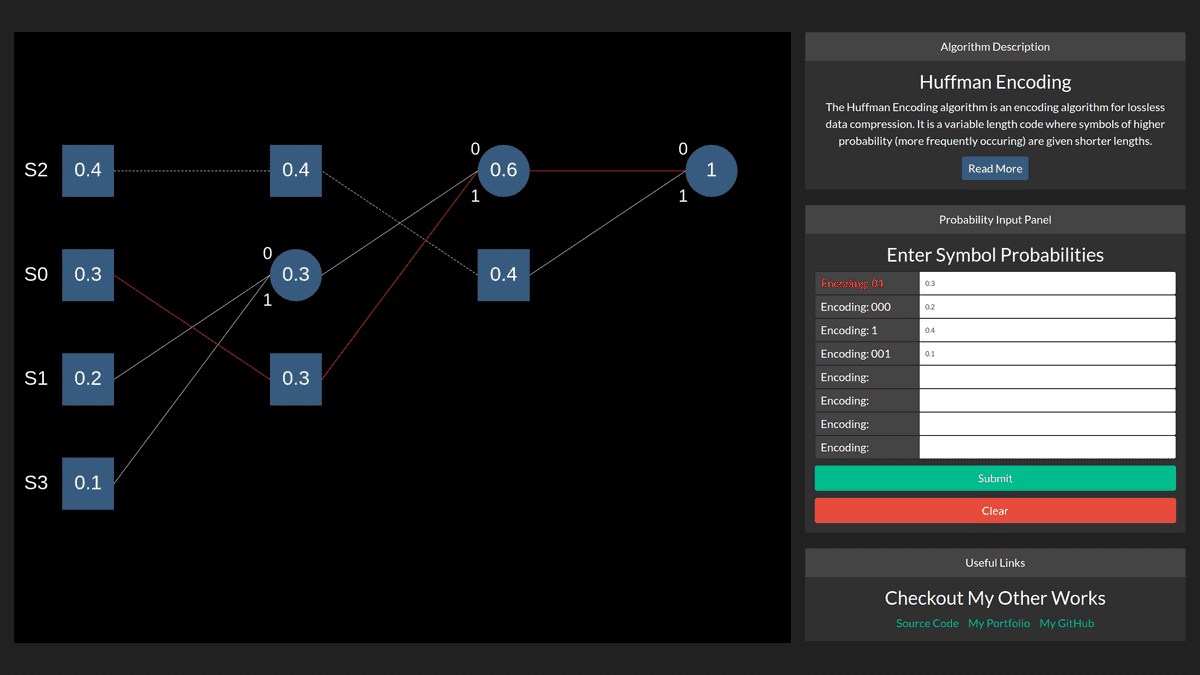 S2
0.4
0.4
0
0.6
1
0
1
1
S0
0.3
0
0.3
1
0.4
S1
0.2
0.3
S3
0.1
Algorithm Description
Huffman Encoding
The Huffman Encoding algorithm is an encoding algorithm for lossless
data compression. It is a variable length code where symbols of higher
probability (more frequently occuring) are given shorter lengths.
Read More
Probability Input Panel
Enter Symbol Probabilities
Encoding: 01 0.3
Encoding: 000 0.2
Encoding: 1 0.4
Encoding: 001 0.1
Encoding:
Encoding:
Encoding:
Encoding:
Submit
Clear
Useful Links
Checkout My Other Works
Source Code My Portfolio My GitHub